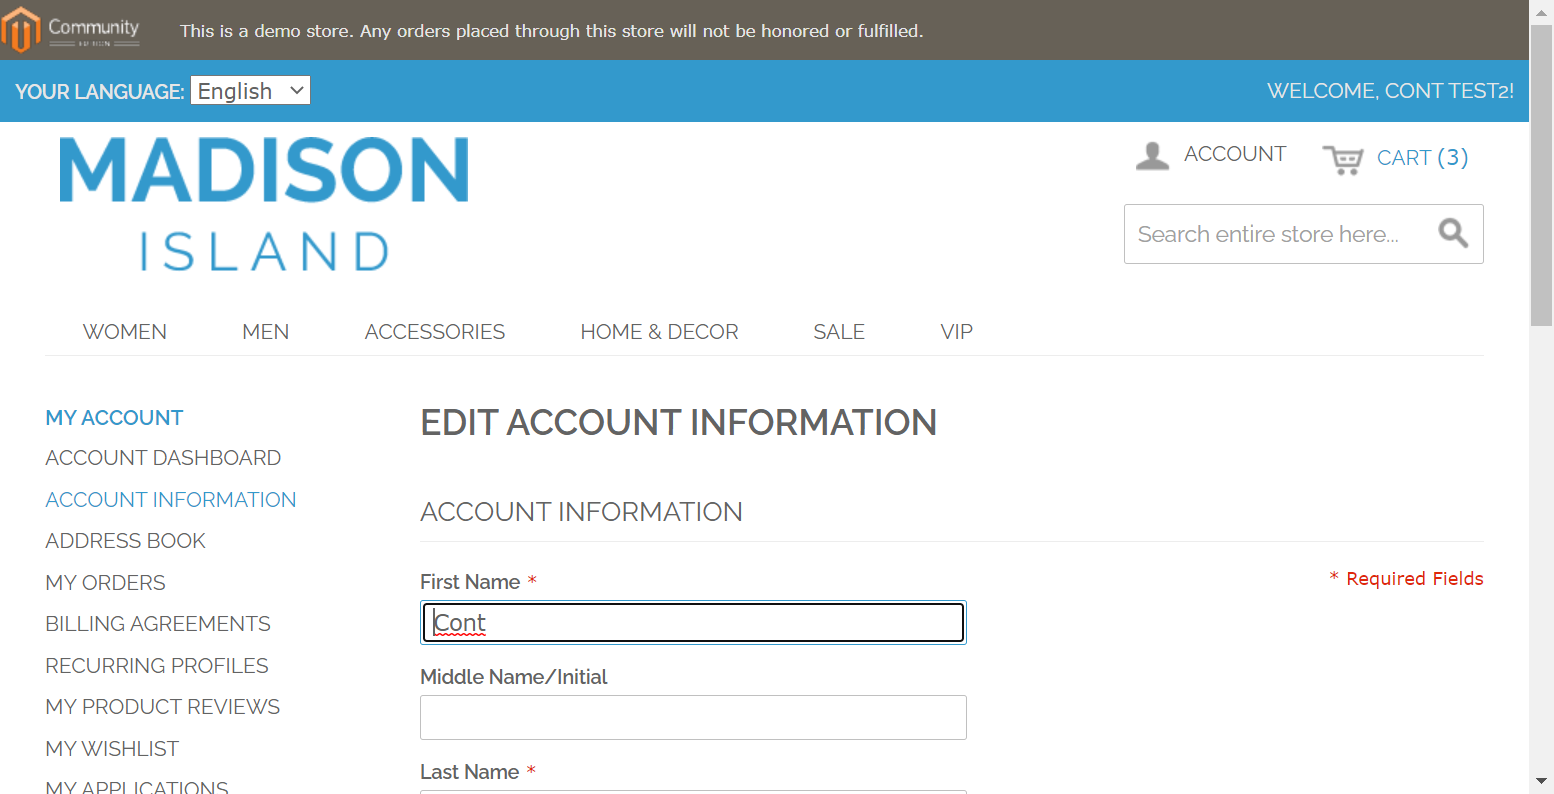 Community
EDITION
This is a demo store. Any orders placed through this store will not be honored or fulfilled.
YOUR LANGUAGE: English
WELCOME, CONT TEST2!
MADISON
ISLAND
ACCOUNT
CART (3)
Search entire store here...
WOMEN MEN ACCESSORIES HOME & DECOR SALE VIP
MY ACCOUNT
ACCOUNT DASHBOARD
ACCOUNT INFORMATION
ADDRESS BOOK
MY ORDERS
BILLING AGREEMENTS
RECURRING PROFILES
MY PRODUCT REVIEWS
MY WISHLIST
MY APPLICATIONS
EDIT ACCOUNT INFORMATION
ACCOUNT INFORMATION
* Required Fields
First Name *
Cont
Middle Name/Initial
Last Name *